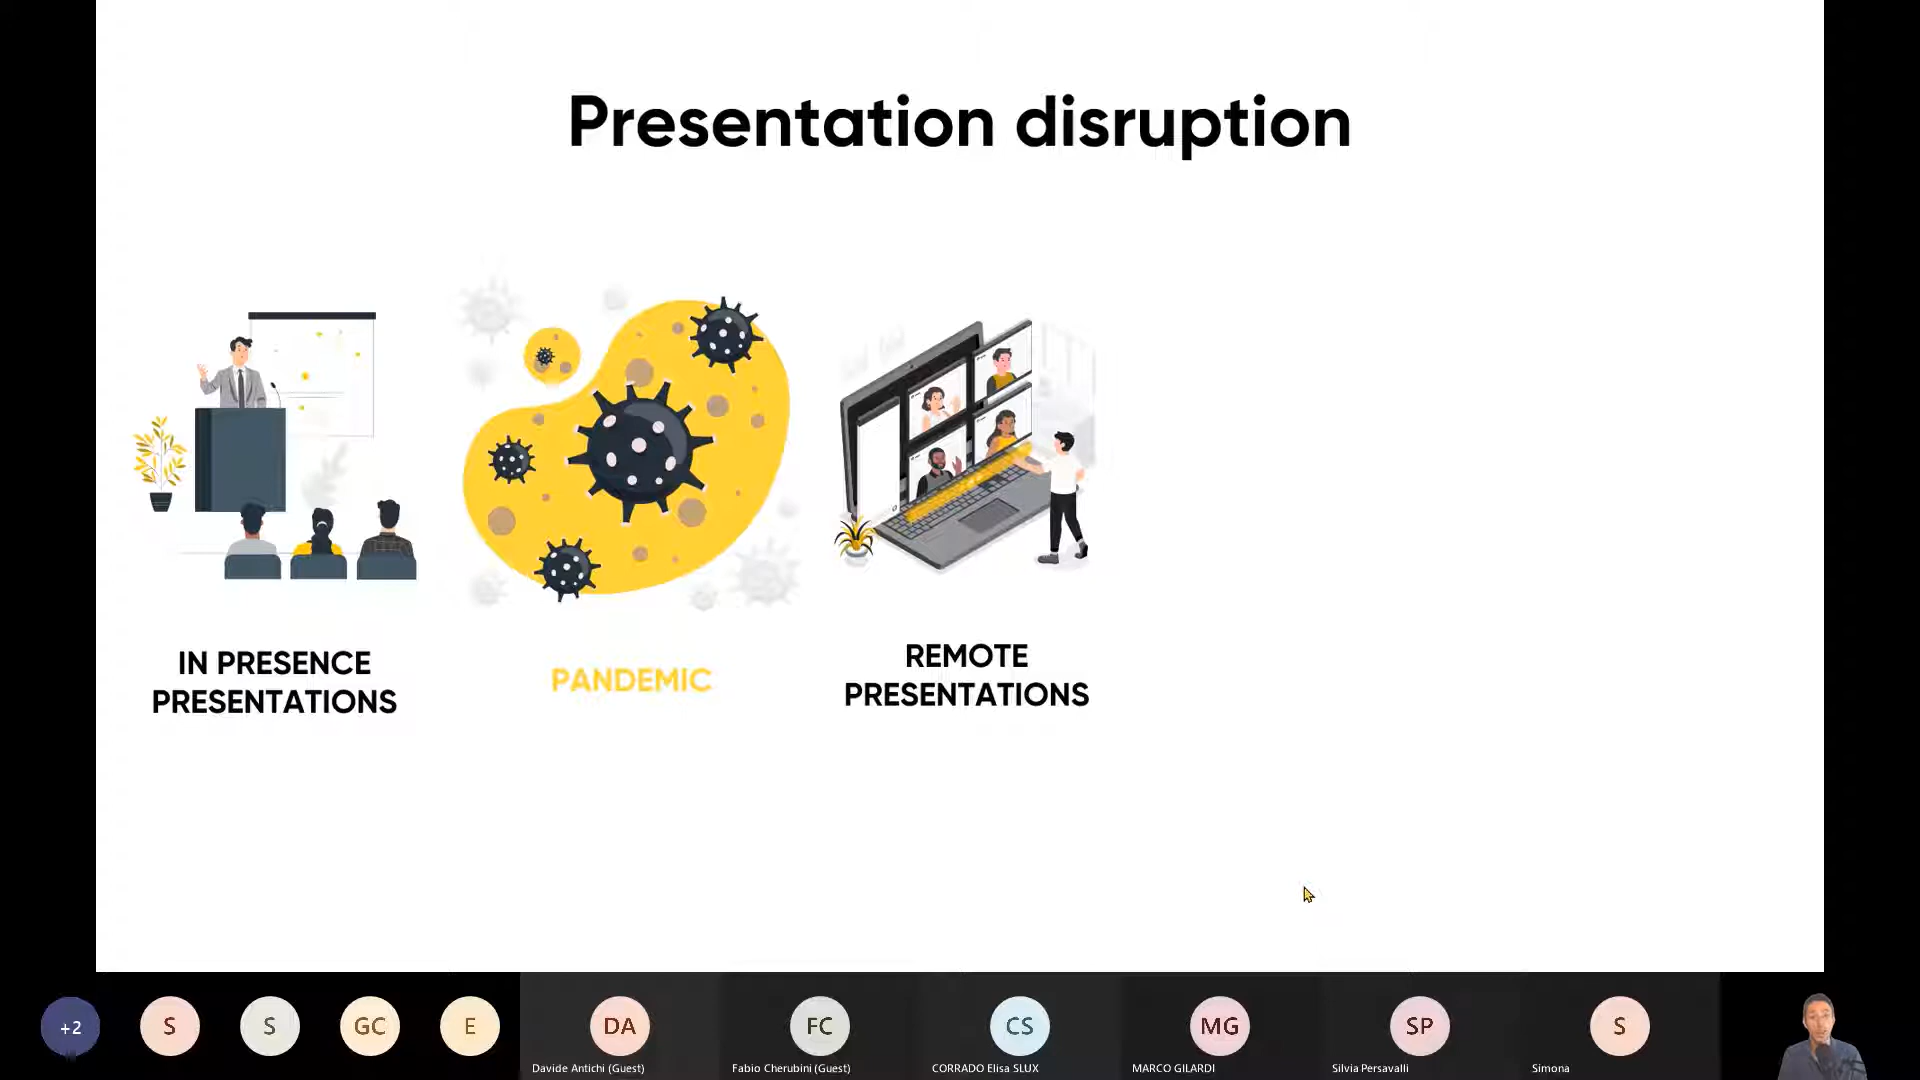 Presentation disruption
IN PRESENCE
PRESENTATIONS
PANDEMIC
REMOTE
PRESENTATIONS
+2
S
S
GC
E
DA
FC
CS
MG
SP
S
Davide Antichi (Guest)
Fabio Cherubini (Guest)
CORRADO Elisa SLUX
MARCO GILARDI
Silvia Persavalli
Simona